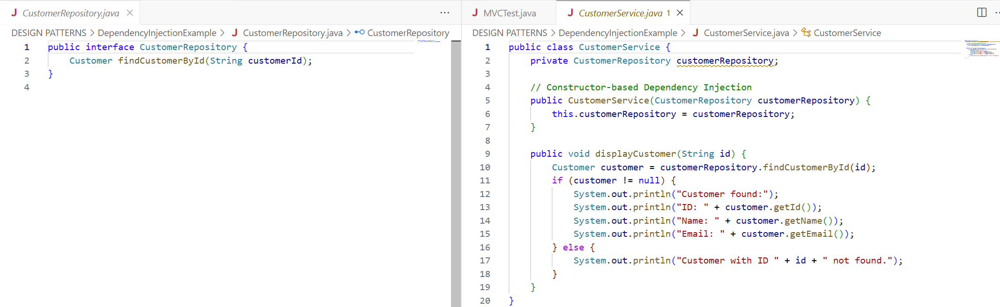 J CustomerRepository.java
DESIGN PATTERNS > DependencyInjectionExample > J CustomerRepository.java > CustomerRepository
1 public interface CustomerRepository {
2 Customer findCustomerById(String customerId);
3 }
4
J MVCTest.java J CustomerService.java 1
DESIGN PATTERNS > DependencyInjectionExample > J CustomerService.java > CustomerService
1 public class CustomerService {
2 private CustomerRepository customerRepository;
3
4 // Constructor-based Dependency Injection
5 public CustomerService(CustomerRepository customerRepository) {
6 this.customerRepository = customerRepository;
7 }
8
9 public void displayCustomer(String id) {
10 Customer customer = customerRepository.findCustomerById(id);
11 if (customer != null) {
12 System.out.println("Customer found:");
13 System.out.println("ID: " + customer.getId());
14 System.out.println("Name: " + customer.getName());
15 System.out.println("Email: " + customer.getEmail());
16 } else {
17 System.out.println("Customer with ID " + id + " not found.");
18 }
19 }
20 }